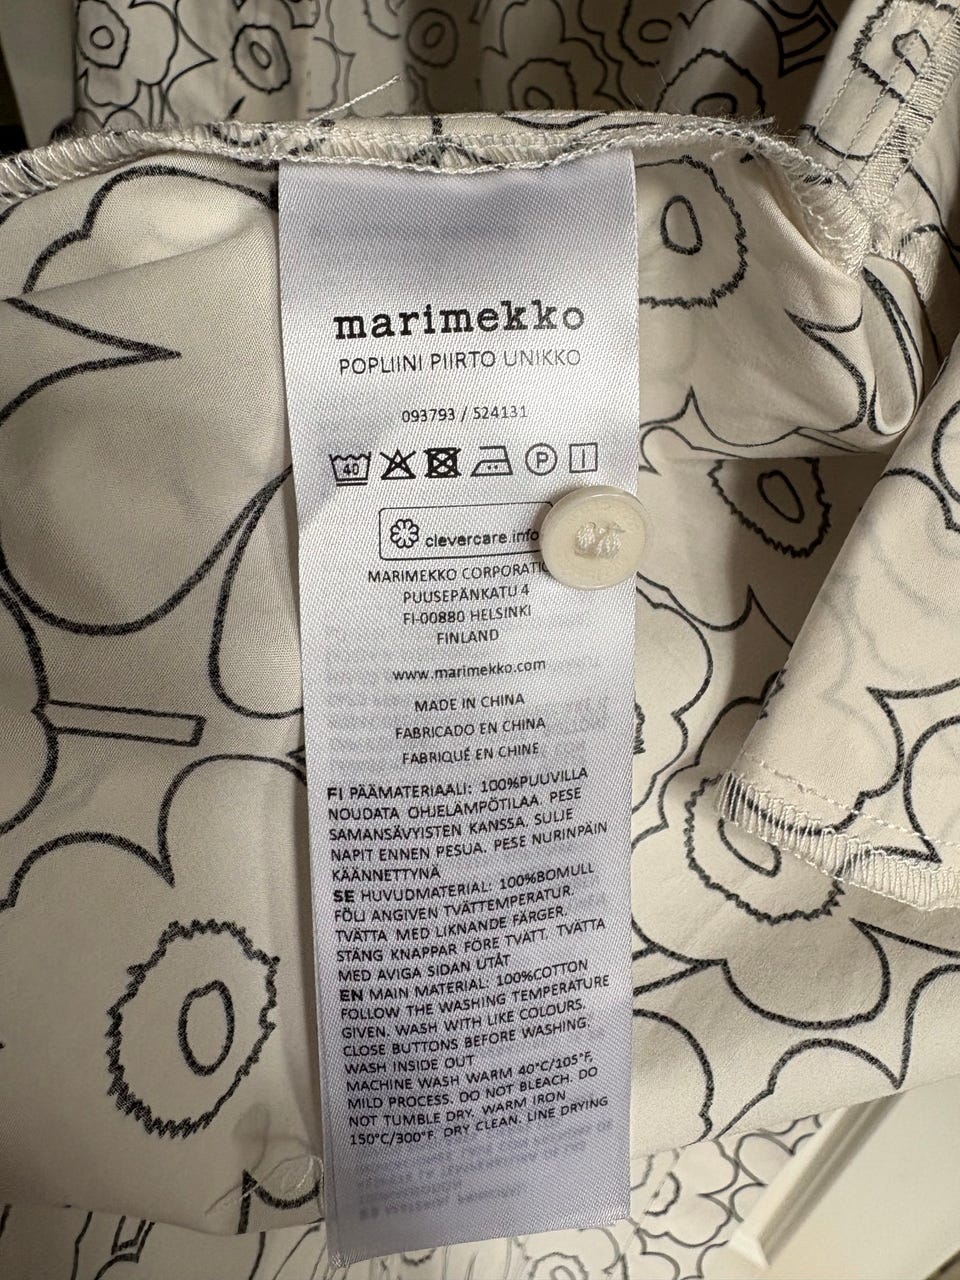 marimekko
POPLIINI PIIRTO UNIKKO
093793 / 524131
40 P
clevercare.info
MARIMEKKO CORPORATIO
PUUSEPÄNKATU 4
FI-00880 HELSINKI
FINLAND
www.marimekko.com
MADE IN CHINA
FABRICADO EN CHINA
FABRIQUÉ EN CHINE
FI PÄÄMATERIAALI: 100%PUUVILLA
NOUDATA OHJELÄMPÖTILAA. PESE
SAMANSÄVYISTEN KANSSA. SULJE
NAPIT ENNEN PESUA. PESE NURINPÄIN
KÄÄNNETTYNÄ
SE HUVUDMATERIAL: 100%BOMULL
FÖLJ ANGIVEN TVÄTTEMPERATUR.
TVÄTTA MED LIKNANDE FÄRGER.
STÄNG KNAPPAR FÖRE TVÄTT. TVÄTTA
MED AVIGA SIDAN UTÅT
EN MAIN MATERIAL: 100%COTTON
FOLLOW THE WASHING TEMPERATURE
GIVEN. WASH WITH LIKE COLOURS.
CLOSE BUTTONS BEFORE WASHING.
WASH INSIDE OUT
MACHINE WASH WARM 40°C/105°F,
MILD PROCESS. DO NOT BLEACH. DO
NOT TUMBLE DRY. WARM IRON
150°C/300°F. DRY CLEAN. LINE DRYING